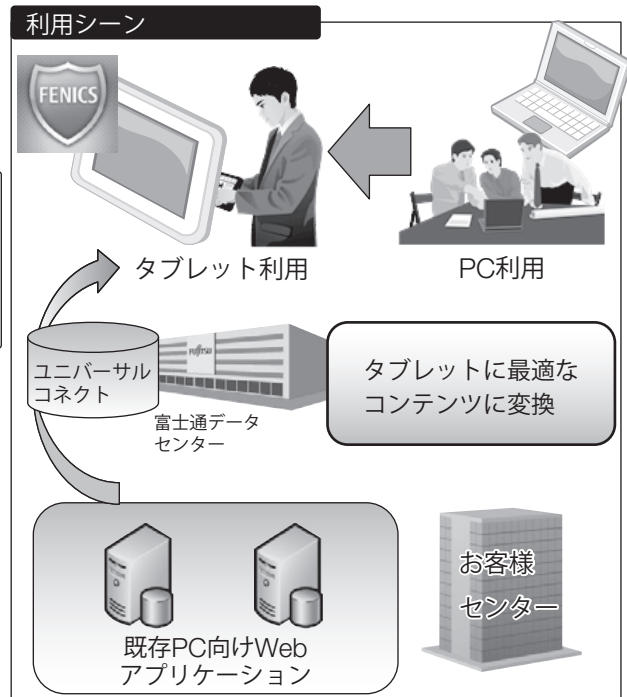 利用シーン
FENICS
タブレット利用
PC利用
ユニバーサル
コネクト
FUJITSU
富士通データ
センター
タブレットに最適な
コンテンツに変換
既存PC向けWeb
アプリケーション
お客様
センター